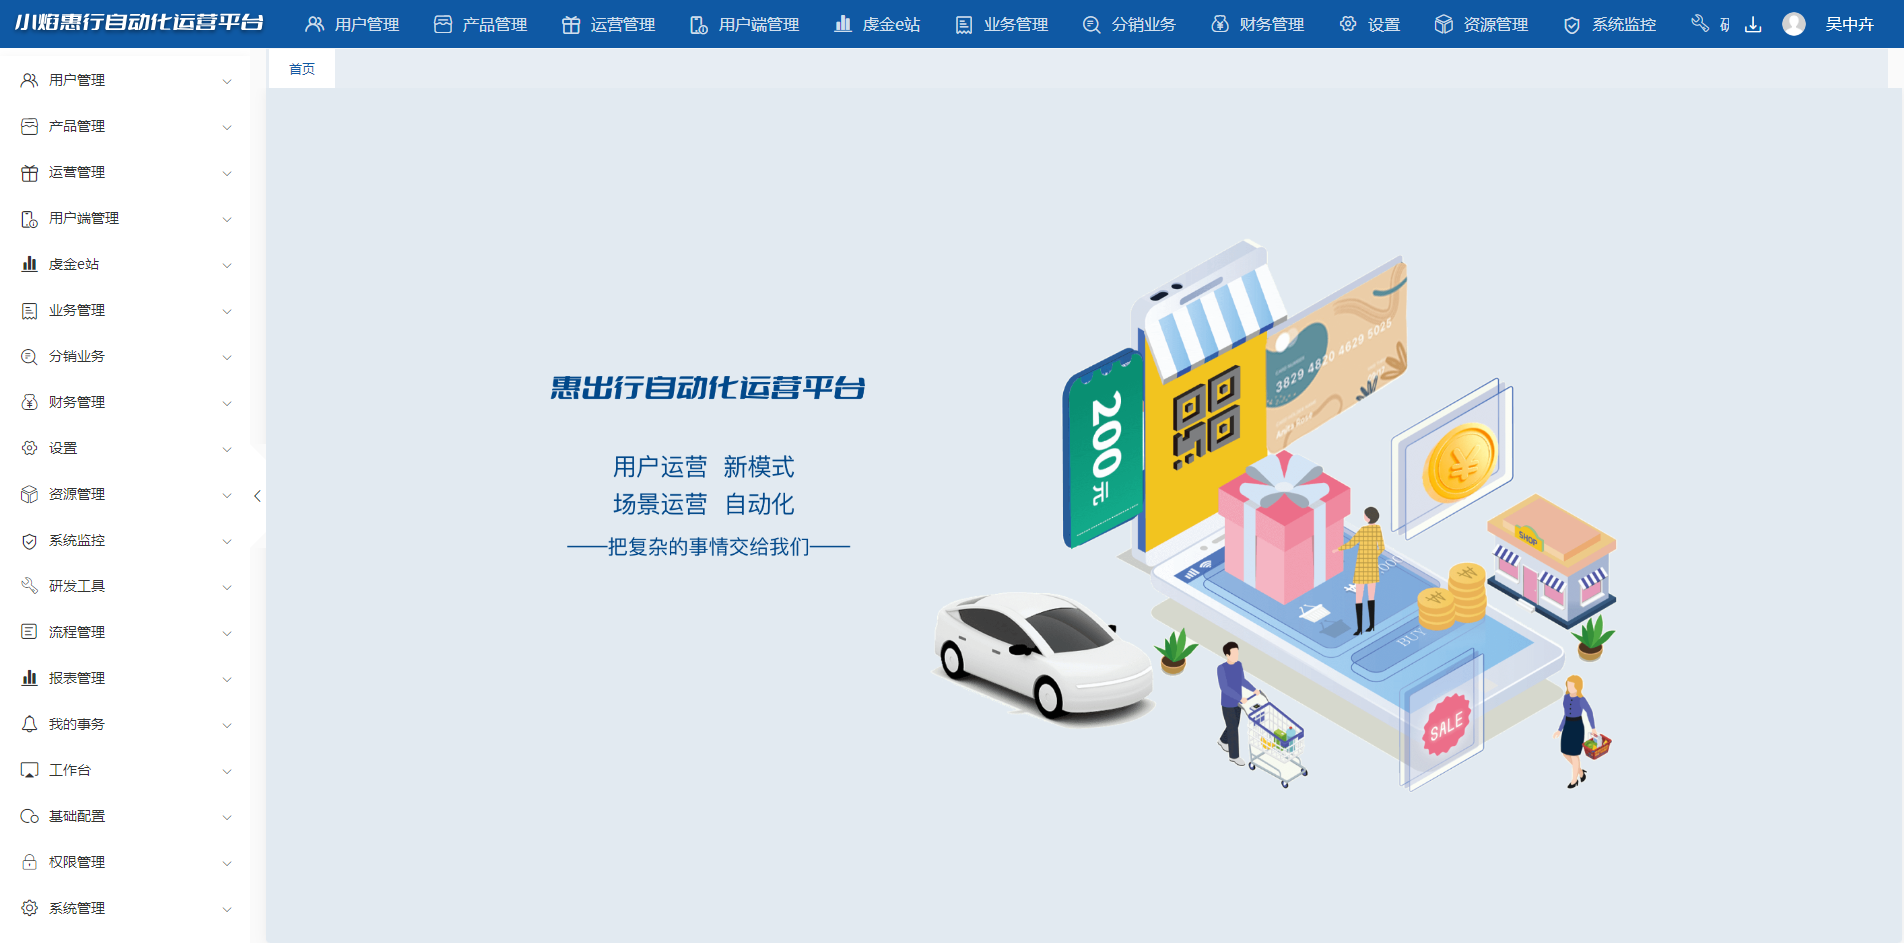 小焰惠行自动化运营平台
用户管理
产品管理
运营管理
用户端管理
虔金e站
业务管理
分销业务
财务管理
设置
资源管理
系统监控
吴中卉
首页
用户管理
产品管理
运营管理
用户端管理
虔金e站
业务管理
分销业务
财务管理
设置
资源管理
系统监控
研发工具
流程管理
报表管理
我的事务
工作台
基础配置
权限管理
系统管理
惠出行自动化运营平台
用户运营 新模式
场景运营 自动化
——把复杂的事情交给我们——
200元
3829 4820 4629 5025
SHOP
BUY
SALE